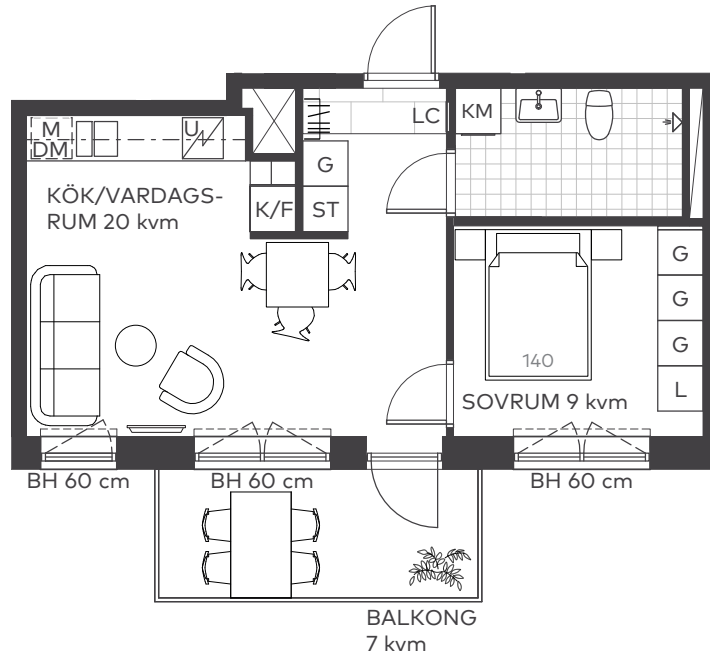 M
DM
U
LC
KM
G
ST
K/F
KÖK/VARDAGS-
RUM 20 kvm
G
G
G
L
140
SOVRUM 9 kvm
BH 60 cm
BH 60 cm
BH 60 cm
BALKONG
7 kvm